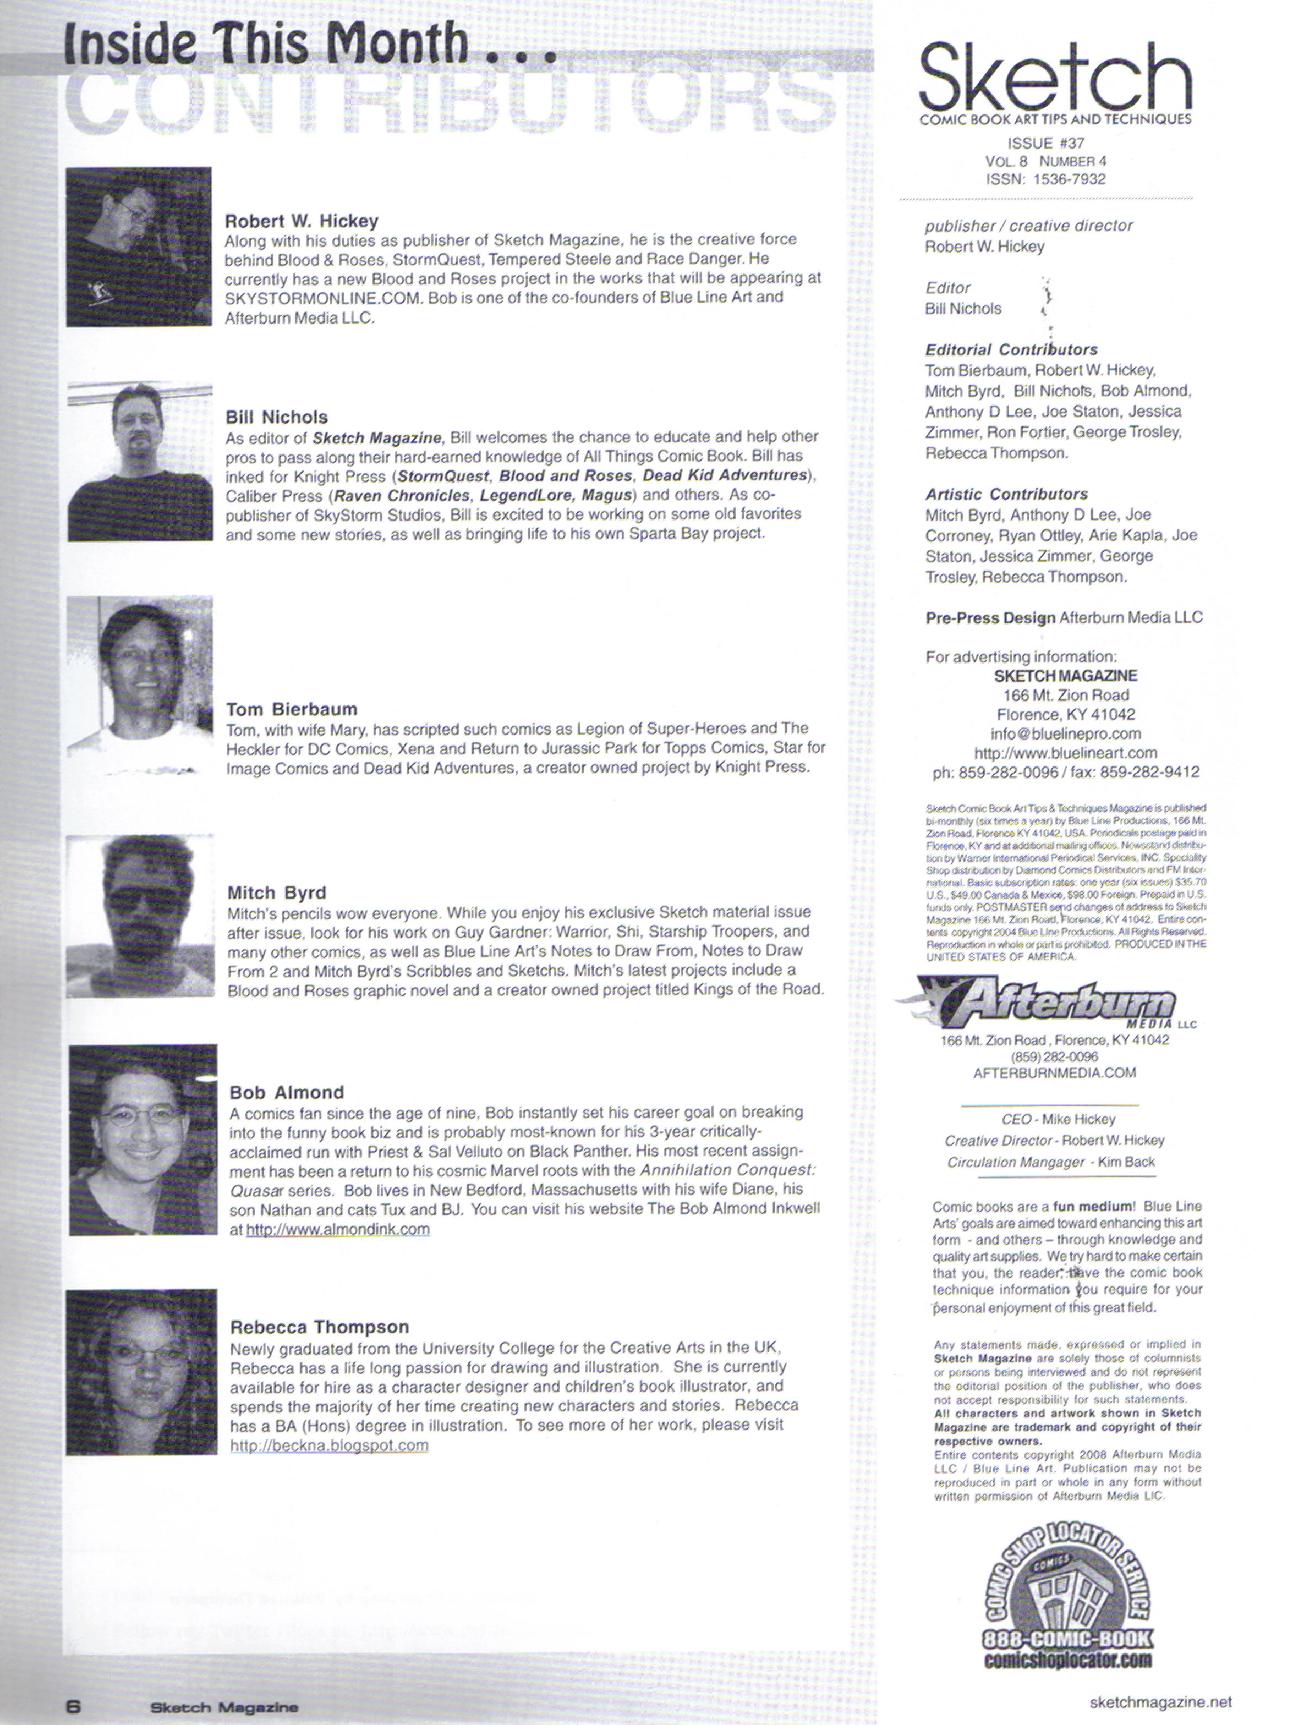 Inside This Month . . .
CONTRIBUTORS
Robert W. Hickey
Along with his duties as publisher of Sketch Magazine, he is the creative force
behind Blood & Roses, StormQuest, Tempered Steele and Race Danger. He
currently has a new Blood and Roses project in the works that will be appearing at
SKYSTORMONLINE.COM. Bob is one of the co-founders of Blue Line Art and
Afterburn Media LLC.
Bill Nichols
As editor of Sketch Magazine, Bill welcomes the chance to educate and help other
pros to pass along their hard-earned knowledge of All Things Comic Book. Bill has
inked for Knight Press (StormQuest, Blood and Roses, Dead Kid Adventures),
Caliber Press (Raven Chronicles, LegendLore, Magus) and others. As co-
publisher of SkyStorm Studios, Bill is excited to be working on some old favorites
and some new stories, as well as bringing life to his own Sparta Bay project.
Tom Bierbaum
Tom, with wife Mary, has scripted such comics as Legion of Super-Heroes and The
Heckler for DC Comics, Xena and Return to Jurassic Park for Topps Comics, Star for
Image Comics and Dead Kid Adventures, a creator owned project by Knight Press.
Mitch Byrd
Mitch's pencils wow everyone. While you enjoy his exclusive Sketch material issue
after issue, look for his work on Guy Gardner: Warrior, Shi, Starship Troopers, and
many other comics, as well as Blue Line Art's Notes to Draw From, Notes to Draw
From 2 and Mitch Byrd's Scribbles and Sketchs. Mitch's latest projects include a
Blood and Roses graphic novel and a creator owned project titled Kings of the Road.
Bob Almond
A comics fan since the age of nine, Bob instantly set his career goal on breaking
into the funny book biz and is probably most-known for his 3-year critically-
acclaimed run with Priest & Sal Velluto on Black Panther. His most recent assign-
ment has been a return to his cosmic Marvel roots with the Annihilation Conquest:
Quasar series. Bob lives in New Bedford, Massachusetts with his wife Diane, his
son Nathan and cats Tux and BJ. You can visit his website The Bob Almond Inkwell
at http://www.almondink.com
Rebecca Thompson
Newly graduated from the University College for the Creative Arts in the UK,
Rebecca has a life long passion for drawing and illustration. She is currently
available for hire as a character designer and children's book illustrator, and
spends the majority of her time creating new characters and stories. Rebecca
has a BA (Hons) degree in illustration. To see more of her work, please visit
http://beckna.blogspot.com
6 Sketch Magazine
Sketch
COMIC BOOK ART TIPS AND TECHNIQUES
ISSUE #37
VOL. 8 NUMBER 4
ISSN: 1536-7932
publisher / creative director
Robert W. Hickey
Editor
Bill Nichols
Editorial Contributors
Tom Bierbaum, Robert W. Hickey,
Mitch Byrd, Bill Nichols, Bob Almond,
Anthony D Lee, Joe Staton, Jessica
Zimmer, Ron Fortier, George Trosley,
Rebecca Thompson.
Artistic Contributors
Mitch Byrd, Anthony D Lee, Joe
Corroney, Ryan Ottley, Arie Kapla, Joe
Staton, Jessica Zimmer, George
Trosley, Rebecca Thompson.
Pre-Press Design Afterburn Media LLC
For advertising information:
SKETCH MAGAZINE
166 Mt. Zion Road
Florence, KY 41042
info@bluelinepro.com
http://www.bluelineart.com
ph: 859-282-0096 / fax: 859-282-9412
Sketch Comic Book Art Tips & Techniques Magazine is published
bi-monthly (six times a year) by Blue Line Productions, 166 Mt.
Zion Road, Florence KY 41042, USA. Periodicals postage paid in
Florence, KY and at additional mailing offices. Newsstand distribu-
tion by Warner International Periodical Services, INC. Speciality
Shop distribution by Diamond Comics Distributors and FM Inter-
national. Basic subscription rates: one year (six issues) $35.70
U.S., $49.00 Canada & Mexico, $98.00 Foreign. Prepaid in U.S.
funds only. POSTMASTER send changes of address to Sketch
Magazine 166 Mt. Zion Road, Florence, KY 41042. Entire con-
tents copyright 2004 Blue Line Productions. All Rights Reserved.
Reproduction in whole or part is prohibited. PRODUCED IN THE
UNITED STATES OF AMERICA.
Afterburn
MEDIA LLC
166 Mt. Zion Road, Florence, KY 41042
(859) 282-0096
AFTERBURNMEDIA.COM
CEO - Mike Hickey
Creative Director - Robert W. Hickey
Circulation Mangager - Kim Back
Comic books are a fun medium! Blue Line
Arts' goals are aimed toward enhancing this art
form - and others – through knowledge and
quality art supplies. We try hard to make certain
that you, the reader, have the comic book
technique information you require for your
personal enjoyment of this great field.
Any statements made, expressed or implied in
Sketch Magazine are solely those of columnists
or persons being interviewed and do not represent
the editorial position of the publisher, who does
not accept responsibility for such statements.
All characters and artwork shown in Sketch
Magazine are trademark and copyright of their
respective owners.
Entire contents copyright 2008 Afterburn Media
LLC / Blue Line Art. Publication may not be
reproduced in part or whole in any form without
written permission of Afterburn Media LlC.
COMIC SHOP LOCATOR SERVICE
COMICS
888-COMIC-BOOK
comicshoplocator.com
sketchmagazine.net